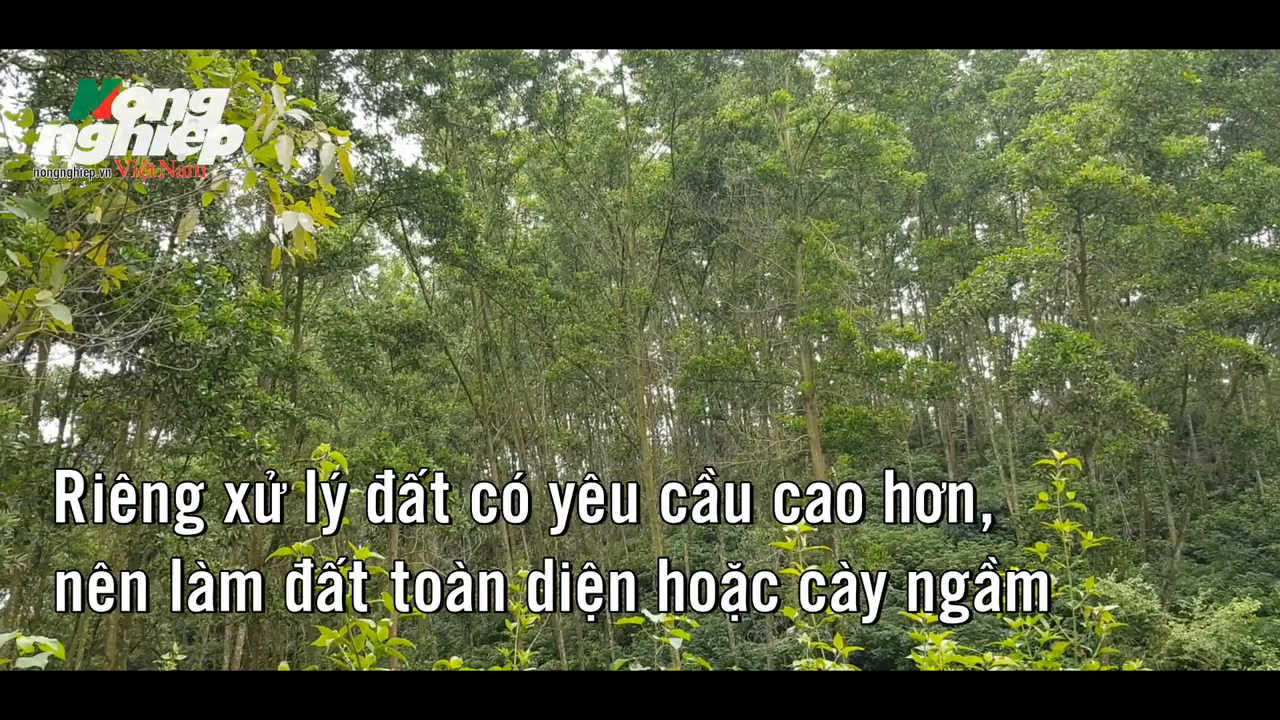 Nông
nghiệp
nongnghiep.vn Việt Nam
Riêng xử lý đất có yêu cầu cao hơn,
nên làm đất toàn diện hoặc cày ngầm